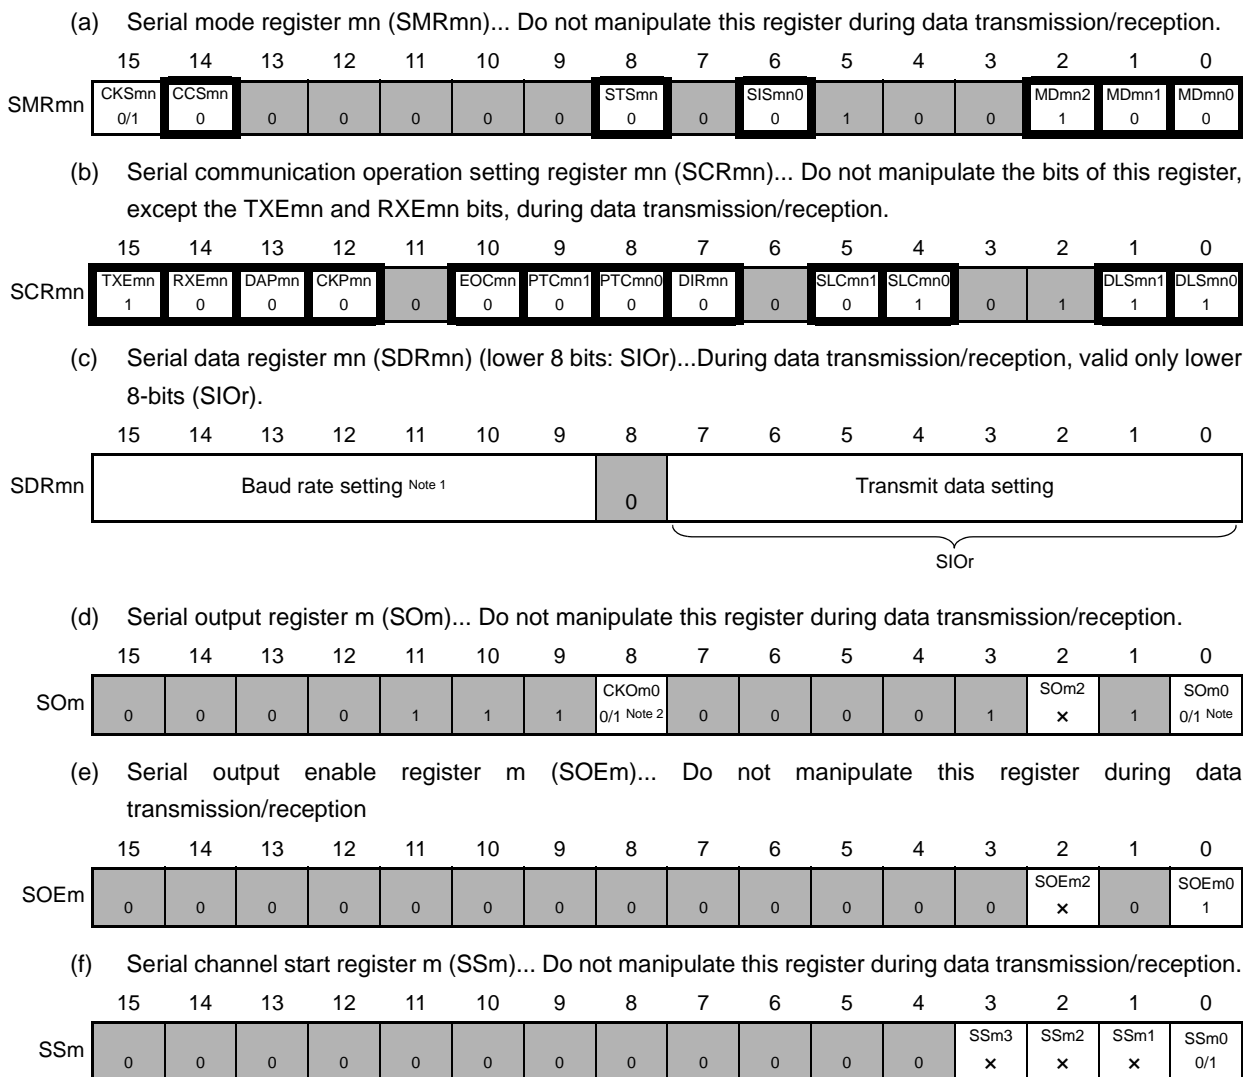 (a) Serial mode register mn (SMRmn)... Do not manipulate this register during data transmission/reception.
15 14 13 12 11 10 9 8 7 6 5 4 3 2 1 0
SMRmn CKSmn CCSmn STSmn SISmn0 MDmn2 MDmn1 MDmn0
0/1 0 0 0 0 0 0 0 0 0 1 0 0 1 0 0
(b) Serial communication operation setting register mn (SCRmn)... Do not manipulate the bits of this register,
except the TXEmn and RXEmn bits, during data transmission/reception.
15 14 13 12 11 10 9 8 7 6 5 4 3 2 1 0
SCRmn TXEmn RXEmn DAPmn CKPmn EOCmn PTCmn1 PTCmn0 DIRmn SLCmn1 SLCmn0 DLSmn1 DLSmn0
1 0 0 0 0 0 0 0 0 0 0 1 0 1 1 1
(c) Serial data register mn (SDRmn) (lower 8 bits: SIOr)...During data transmission/reception, valid only lower
8-bits (SIOr).
15 14 13 12 11 10 9 8 7 6 5 4 3 2 1 0
SDRmn Baud rate setting Note 1 0 Transmit data setting
SIOr
(d) Serial output register m (SOm)... Do not manipulate this register during data transmission/reception.
15 14 13 12 11 10 9 8 7 6 5 4 3 2 1 0
SOm CKOm0 SOm2 SOm0
0 0 0 0 1 1 1 0/1 Note 2 0 0 0 0 1 × 1 0/1 Note
(e) Serial output enable register m (SOEm)... Do not manipulate this register during data
transmission/reception
15 14 13 12 11 10 9 8 7 6 5 4 3 2 1 0
SOEm SOEm2 SOEm0
0 0 0 0 0 0 0 0 0 0 0 0 0 × 0 1
(f) Serial channel start register m (SSm)... Do not manipulate this register during data transmission/reception.
15 14 13 12 11 10 9 8 7 6 5 4 3 2 1 0
SSm SSm3 SSm2 SSm1 SSm0
0 0 0 0 0 0 0 0 0 0 0 0 × × × 0/1